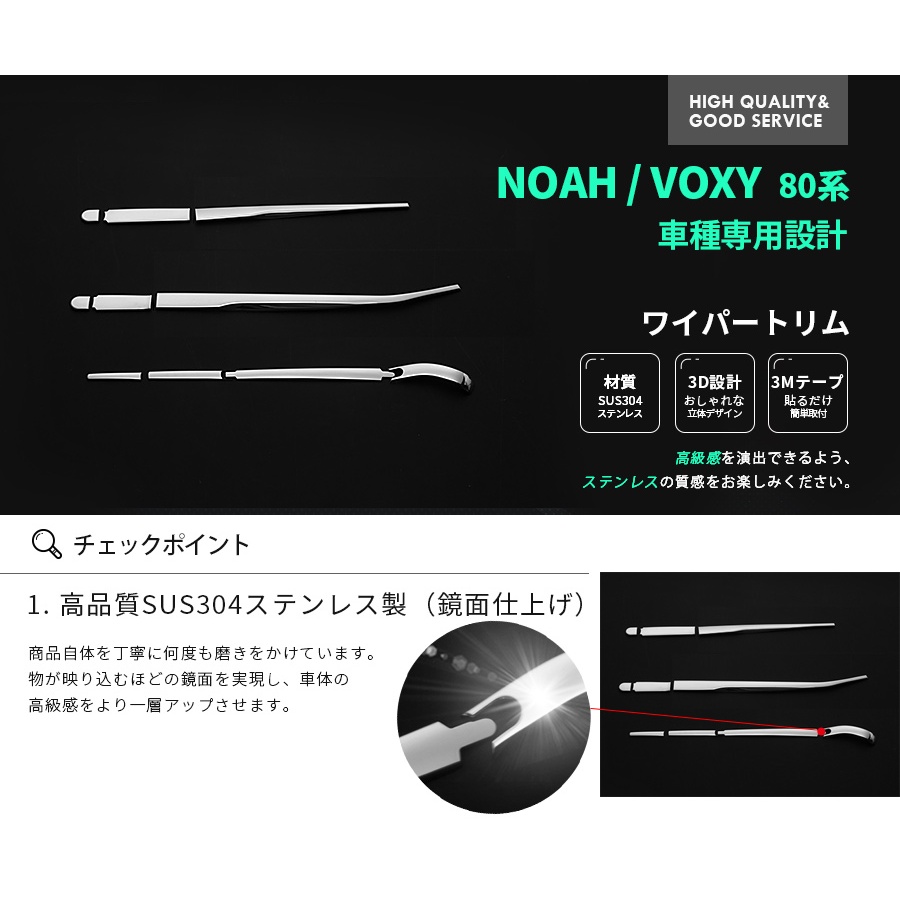 HIGH QUALITY&
GOOD SERVICE
NOAH / VOXY 80系
車種専用設計
ワイパートリム
材質
SUS304
ステンレス
3D設計
おしゃれな
立体デザイン
3Mテープ
貼るだけ
簡単取付
高級感を演出できるよう、
ステンレスの質感をお楽しみください。
チェックポイント
1. 高品質SUS304ステンレス製（鏡面仕上げ）
商品自体を丁寧に何度も磨きをかけています。
物が映り込むほどの鏡面を実現し、車体の
高級感をより一層アップさせます。